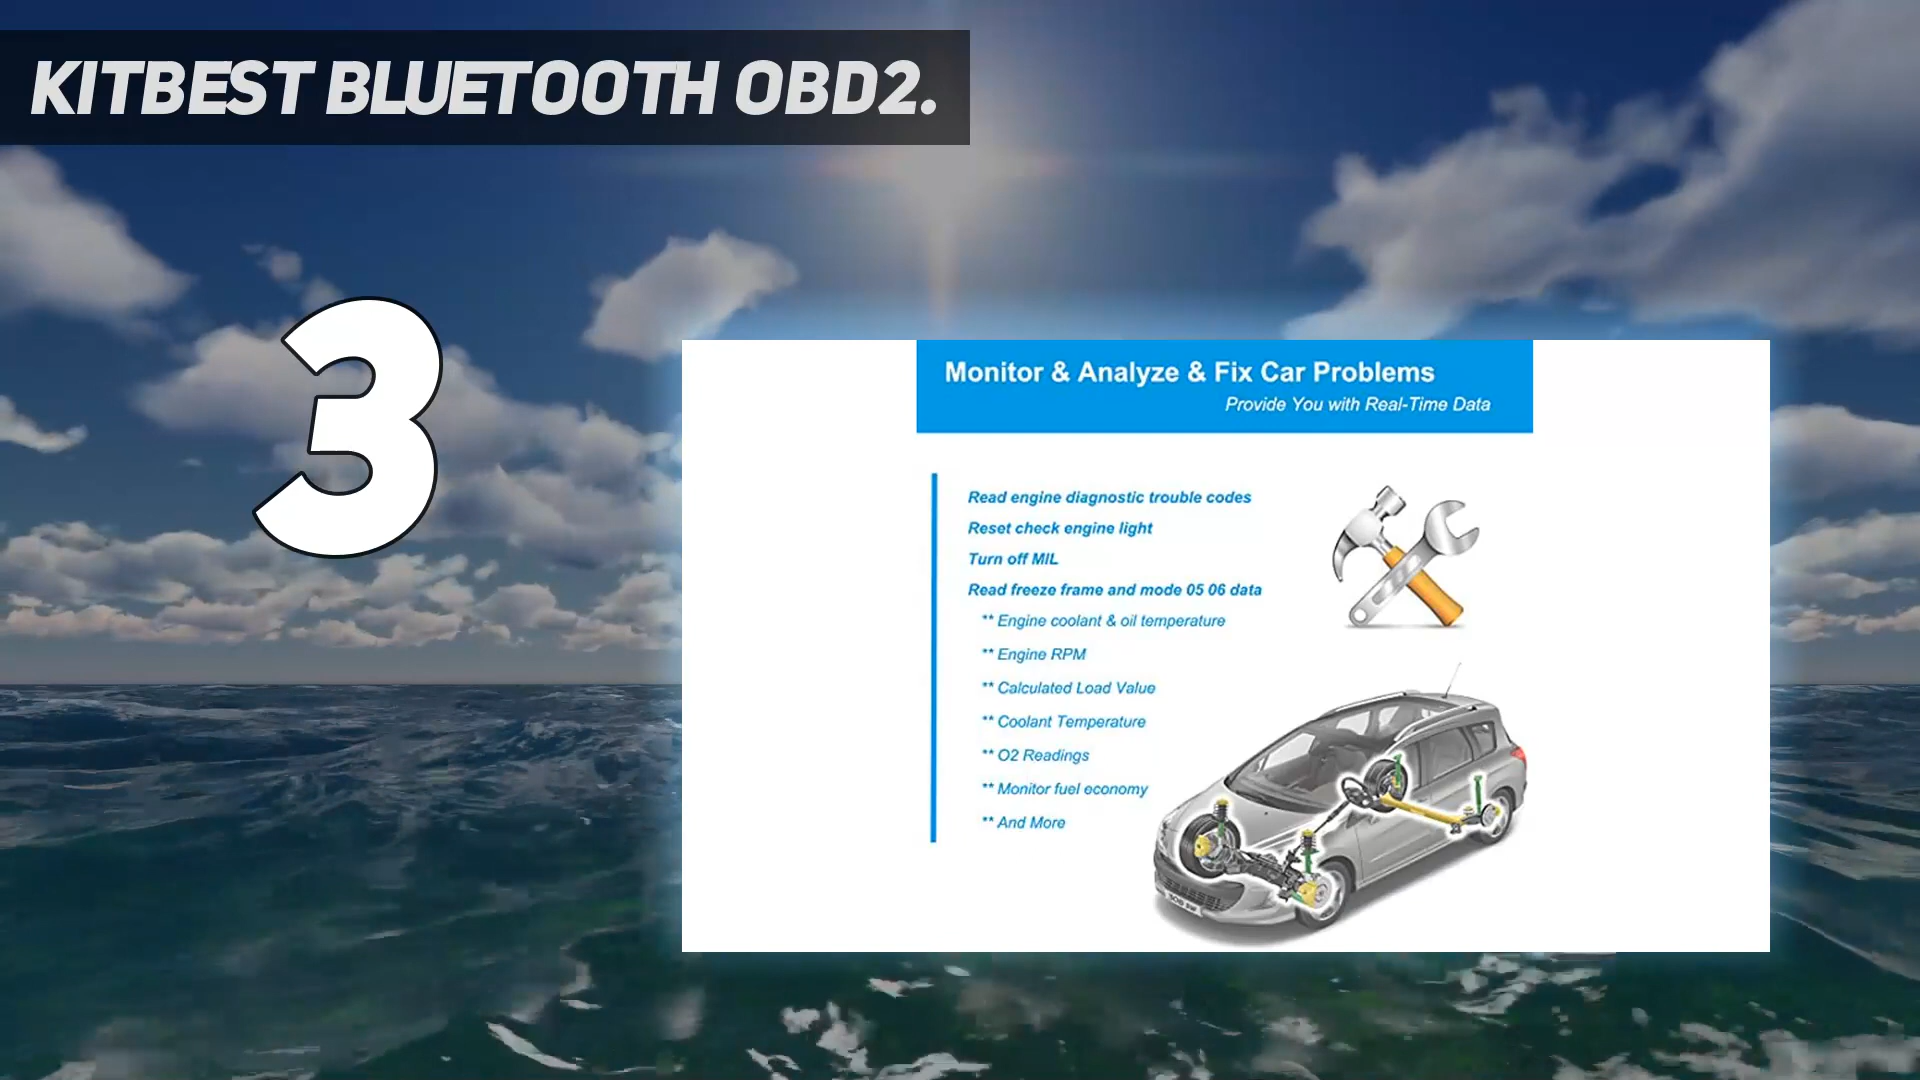 KITBEST BLUETOOTH OBD2.
3
Monitor & Analyze & Fix Car Problems
Provide You with Real-Time Data
Read engine diagnostic trouble codes
Reset check engine light
Turn off MIL
Read freeze frame and mode 05 06 data
** Engine coolant & oil temperature
** Engine RPM
** Calculated Load Value
** Coolant Temperature
** O2 Readings
** Monitor fuel economy
** And More